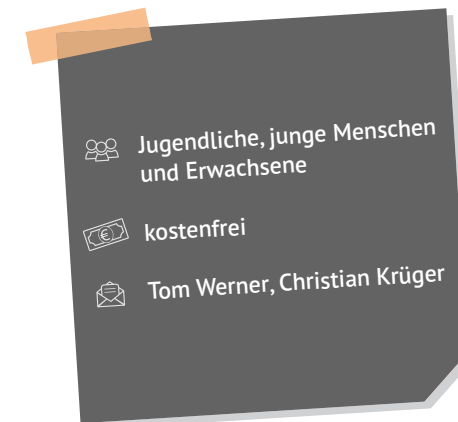 Jugendliche, junge Menschen
und Erwachsene
kostenfrei
Tom Werner, Christian Krüger